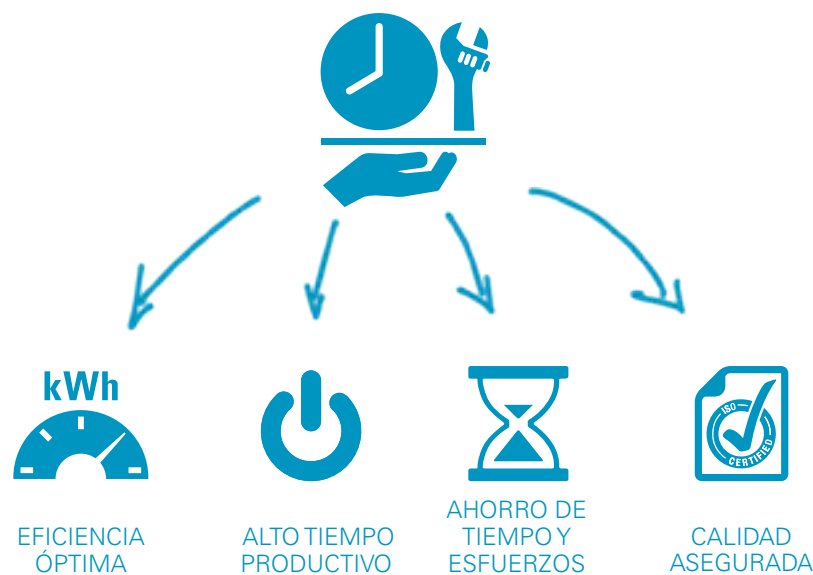 kWh
ISO
CERTIFIED
EFICIENCIA
ÓPTIMA
ALTO TIEMPO
PRODUCTIVO
AHORRO DE
TIEMPO Y
ESFUERZOS
CALIDAD
ASEGURADA